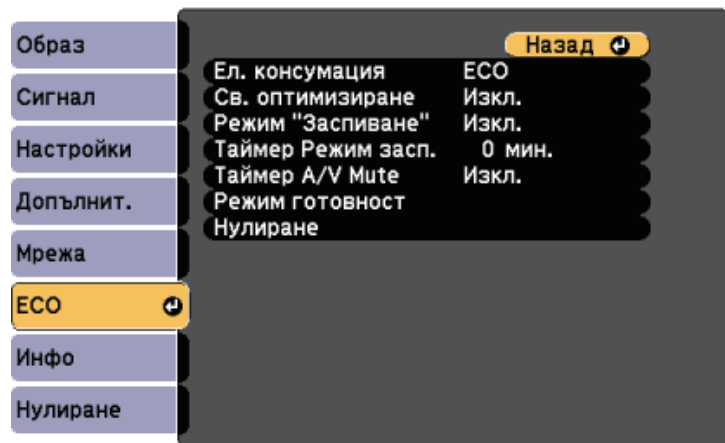 Образ
Сигнал
Настройки
Допълнит.
Мрежа
ECO
Инфо
Нулиране
Назад
Ел. консумация ECO
Св. оптимизиране Изкл.
Режим "Заспиване" Изкл.
Таймер Режим засп. 0 мин.
Таймер A/V Mute Изкл.
Режим готовност
Нулиране